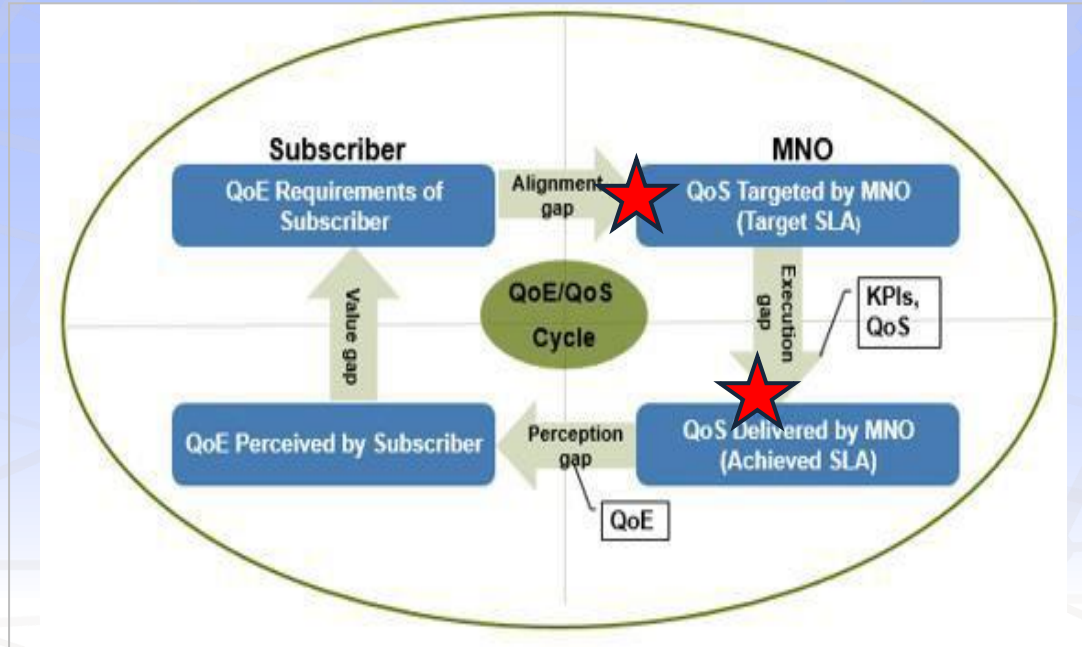 Subscriber
MNO
QoE Requirements of
Subscriber
Alignment
gap
QoS Targeted by MNO
(Target SLA)
Value gap
QoE/QoS
Cycle
Execution
gap
KPIs,
QoS
QoE Perceived by Subscriber
Perception
gap
QoS Delivered by MNO
(Achieved SLA)
QoE